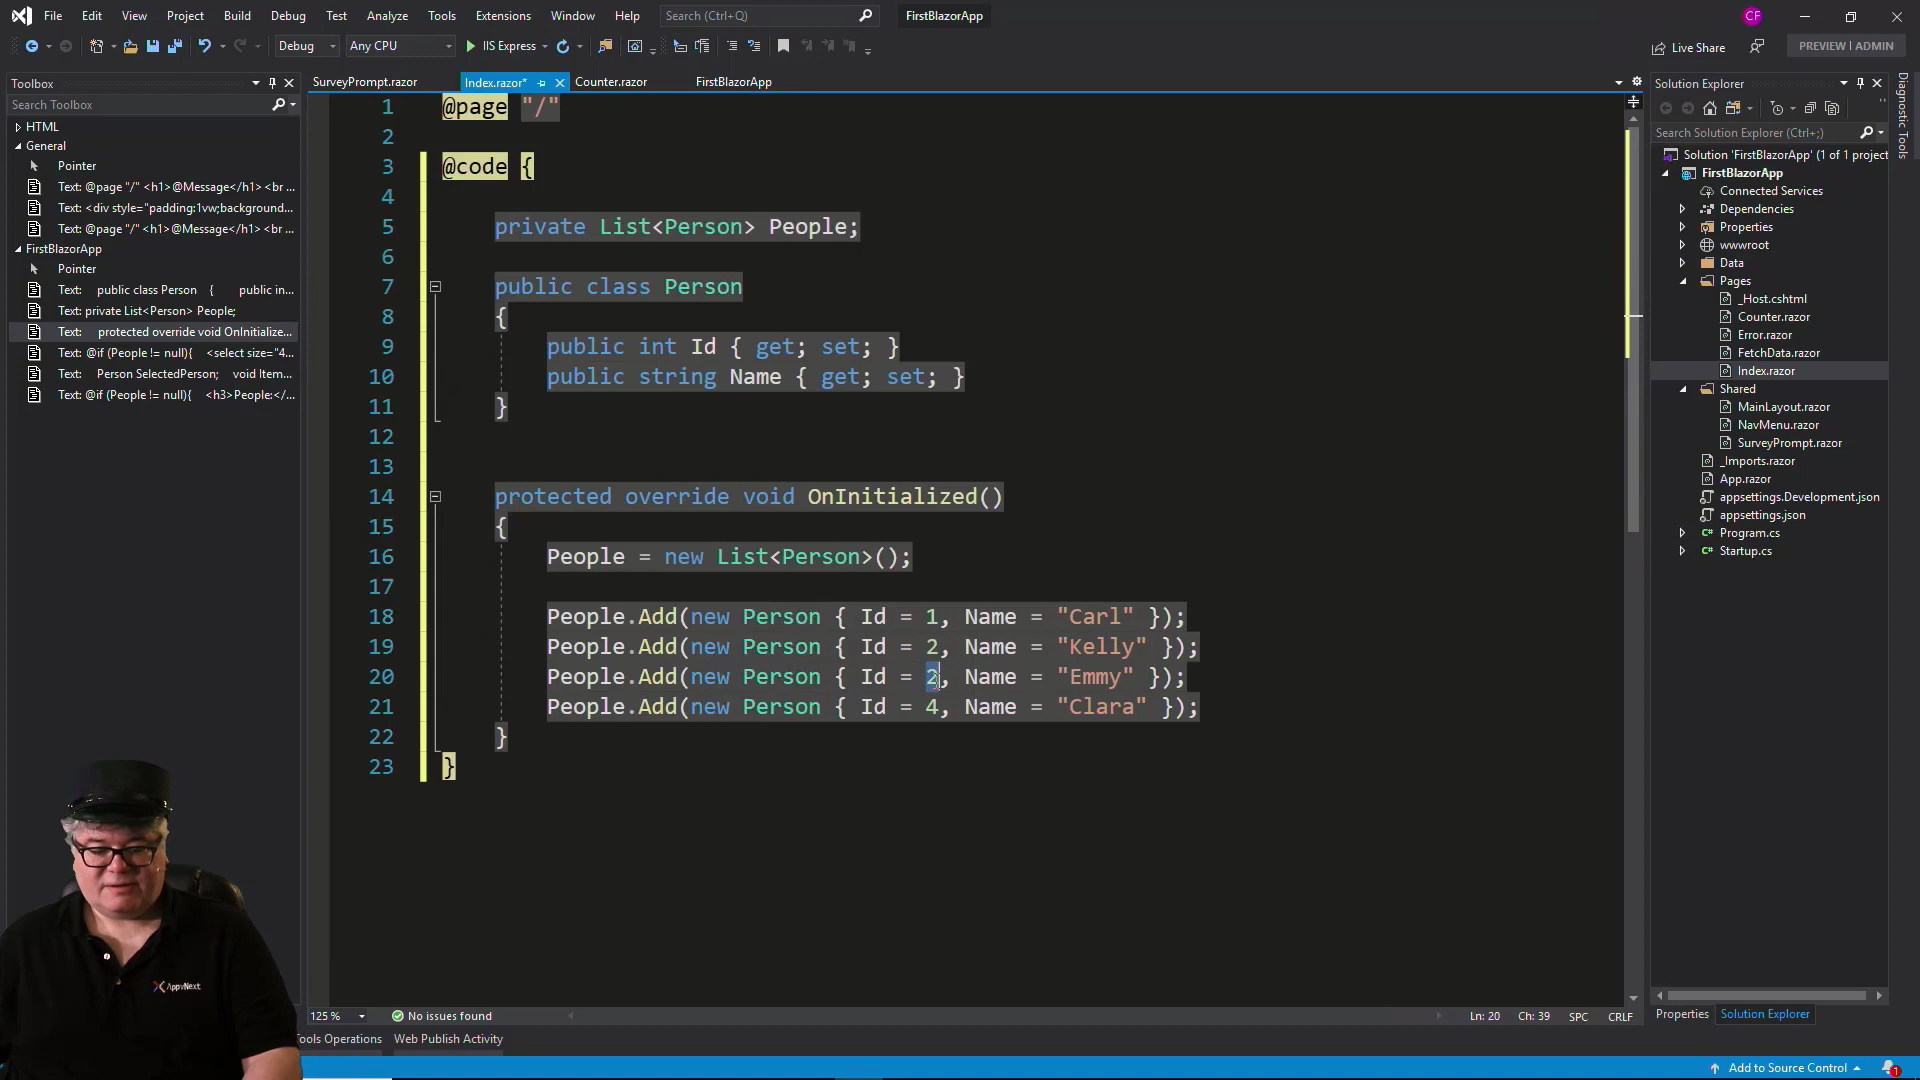 File Edit View Project Build Debug Test Analyze Tools Extensions Window Help Search (Ctrl+Q) FirstBlazorApp CF
Debug Any CPU IIS Express Live Share PREVIEW | ADMIN
Toolbox
Search Toolbox
HTML
General
Pointer
Text: @page "/" <h1>@Message</h1> <br ...
Text: <div style="padding:1vw;background...
Text: @page "/" <h1>@Message</h1> <br ...
FirstBlazorApp
Pointer
Text: public class Person { public in...
Text: private List<Person> People;
Text: protected override void OnInitialize...
Text: @if (People != null){ <select size="4...
Text: Person SelectedPerson; void Item...
Text: @if (People != null){ <h3>People:</...
SurveyPrompt.razor Index.razor* Counter.razor FirstBlazorApp
1 @page "/"
2
3 @code {
4
5 private List<Person> People;
6
7 public class Person
8 {
9 public int Id { get; set; }
10 public string Name { get; set; }
11 }
12
13
14 protected override void OnInitialized()
15 {
16 People = new List<Person>();
17
18 People.Add(new Person { Id = 1, Name = "Carl" });
19 People.Add(new Person { Id = 2, Name = "Kelly" });
20 People.Add(new Person { Id = 2, Name = "Emmy" });
21 People.Add(new Person { Id = 4, Name = "Clara" });
22 }
23 }
125 % No issues found Ln: 20 Ch: 39 SPC CRLF
Solution Explorer
Search Solution Explorer (Ctrl+;)
Solution 'FirstBlazorApp' (1 of 1 project
FirstBlazorApp
Connected Services
Dependencies
Properties
wwwroot
Data
Pages
_Host.cshtml
Counter.razor
Error.razor
FetchData.razor
Index.razor
Shared
MainLayout.razor
NavMenu.razor
SurveyPrompt.razor
_Imports.razor
App.razor
appsettings.Development.json
appsettings.json
C# Program.cs
C# Startup.cs
Properties Solution Explorer
Diagnostic Tools
AppvNext
Tools Operations Web Publish Activity
Add to Source Control 1